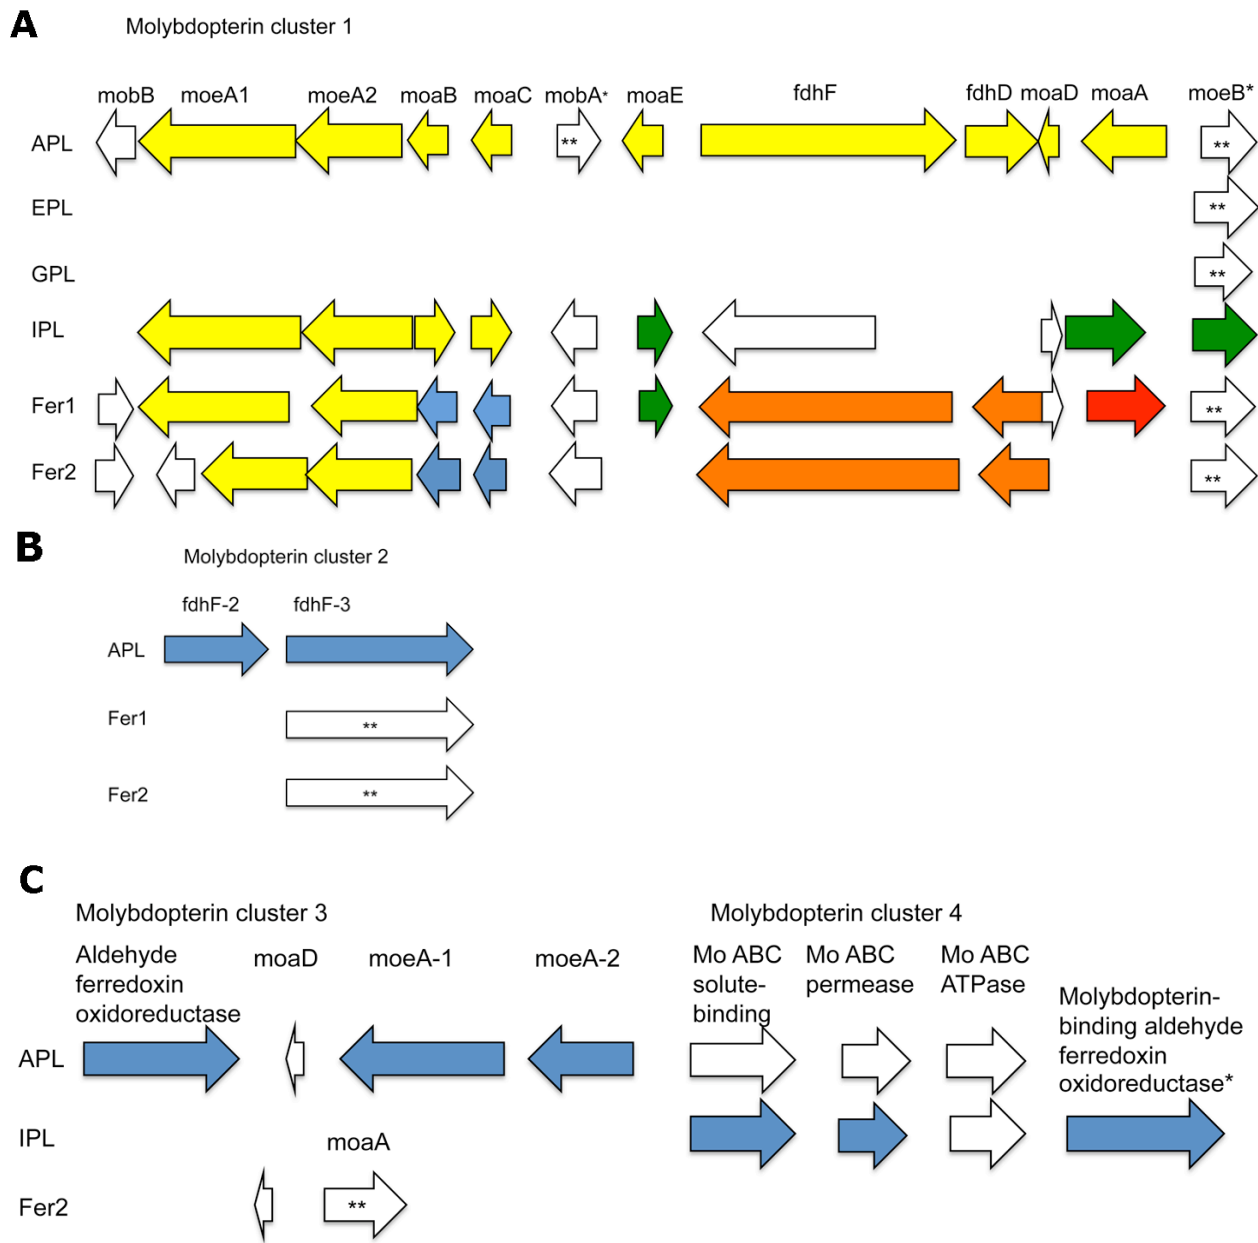 A
Molybdopterin cluster 1
mobB moeA1 moeA2 moaB moaC mobA* moaE fdhF fdhD moaD moaA moeB*
APL ** **
EPL **
GPL **
IPL
Fer1 **
Fer2 **
B
Molybdopterin cluster 2
fdhF-2 fdhF-3
APL
Fer1 **
Fer2 **
C
Molybdopterin cluster 3
Aldehyde
ferredoxin
oxidoreductase
moaD moeA-1 moeA-2
Molybdopterin cluster 4
Mo ABC
solute-
binding
Mo ABC
permease
Mo ABC
ATPase
Molybdopterin-
binding aldehyde
ferredoxin
oxidoreductase*
APL
IPL
moaA
Fer2 **